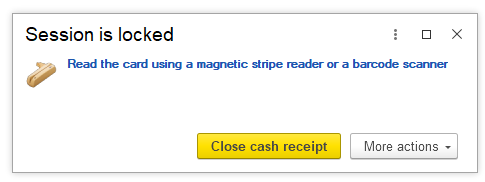 Session is locked
Read the card using a magnetic stripe reader or a barcode scanner
Close cash receipt
More actions